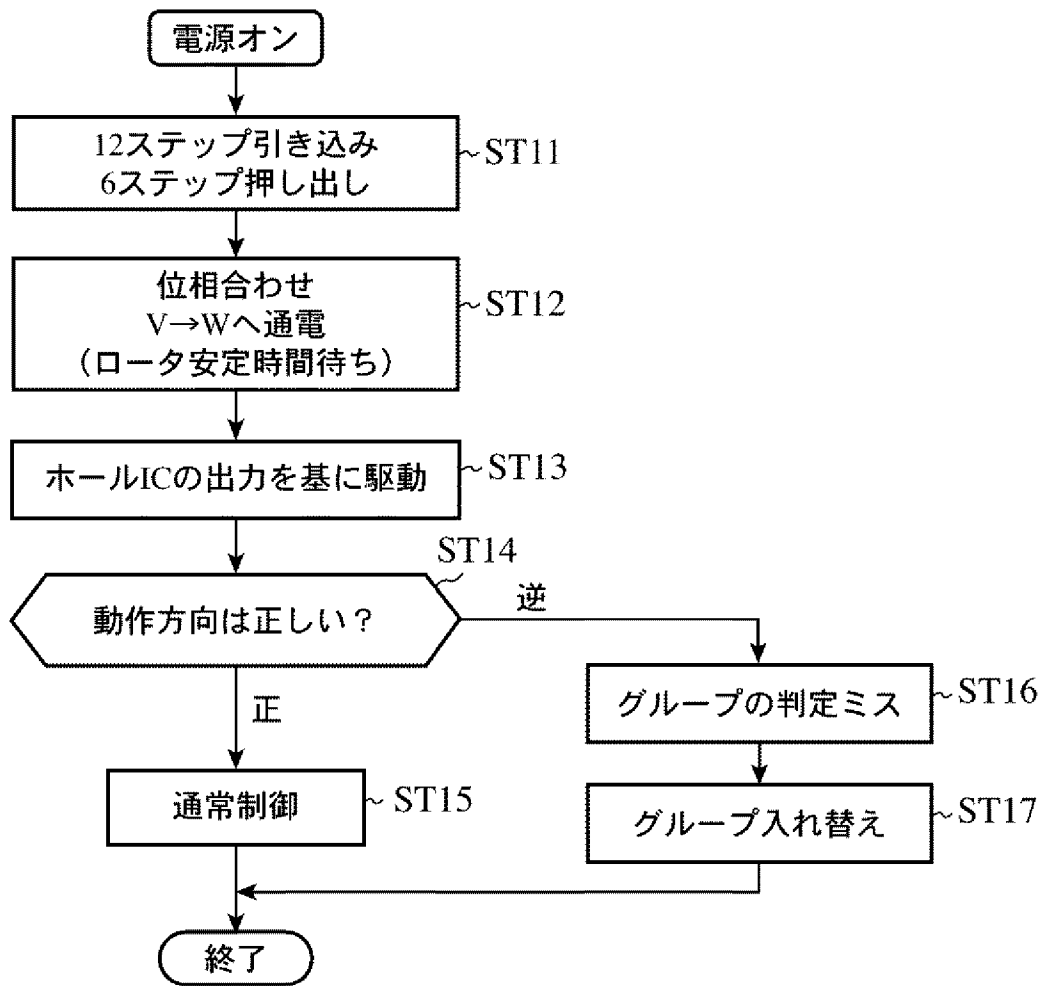 電源オン
12ステップ引き込み
6ステップ押し出し
ST11
位相合わせ
V→Wへ通電
(ロータ安定時間待ち)
ST12
ホールICの出力を基に駆動
ST13
ST14
動作方向は正しい?
逆
正
グループの判定ミス
ST16
通常制御
ST15
グループ入れ替え
ST17
終了